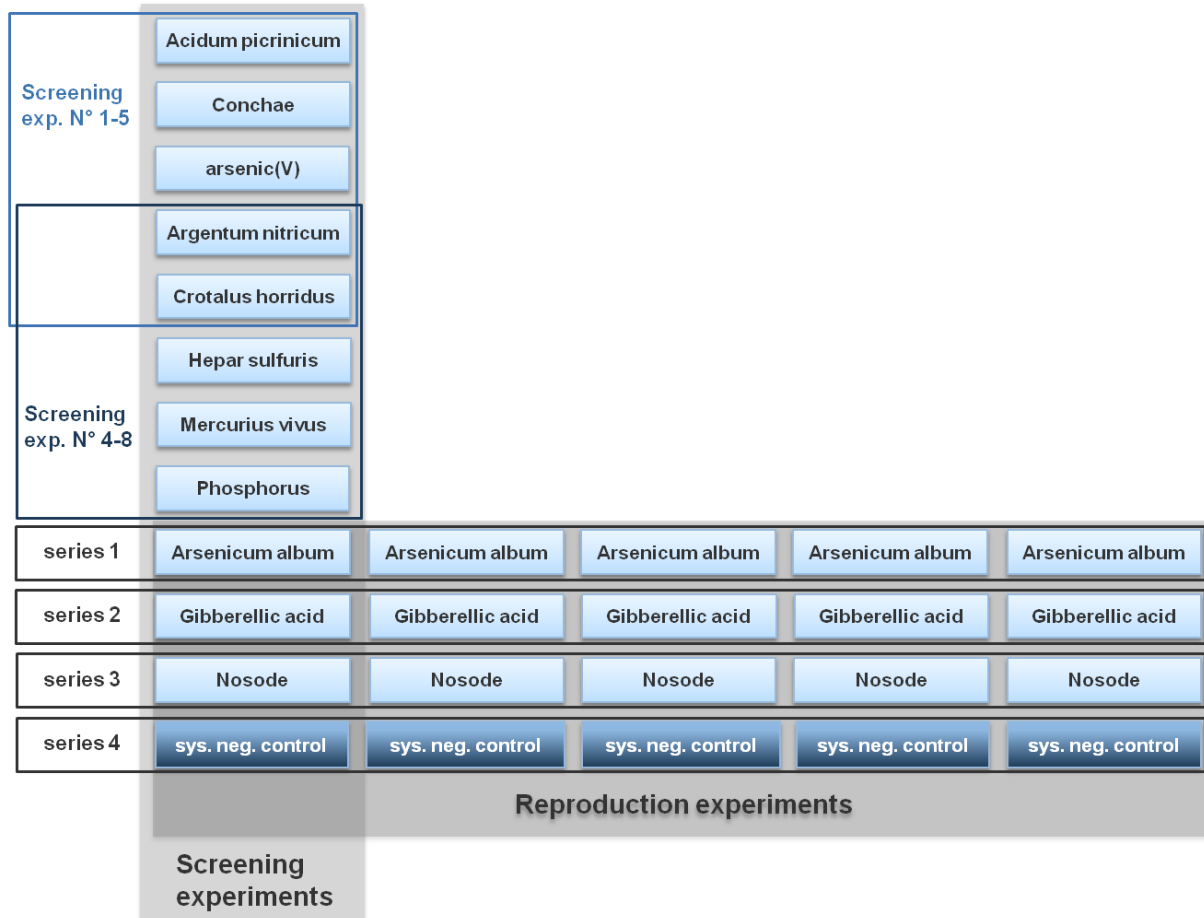 Acidum picrinicum
Screening
exp. N° 1-5
Conchae
arsenic(V)
Argentum nitricum
Crotalus horridus
Hepar sulfuris
Screening
exp. N° 4-8
Mercurius vivus
Phosphorus
series 1 Arsenicum album Arsenicum album Arsenicum album Arsenicum album Arsenicum album
series 2 Gibberellic acid Gibberellic acid Gibberellic acid Gibberellic acid Gibberellic acid
series 3 Nosode Nosode Nosode Nosode Nosode
series 4 sys. neg. control sys. neg. control sys. neg. control sys. neg. control sys. neg. control
Reproduction experiments
Screening
experiments